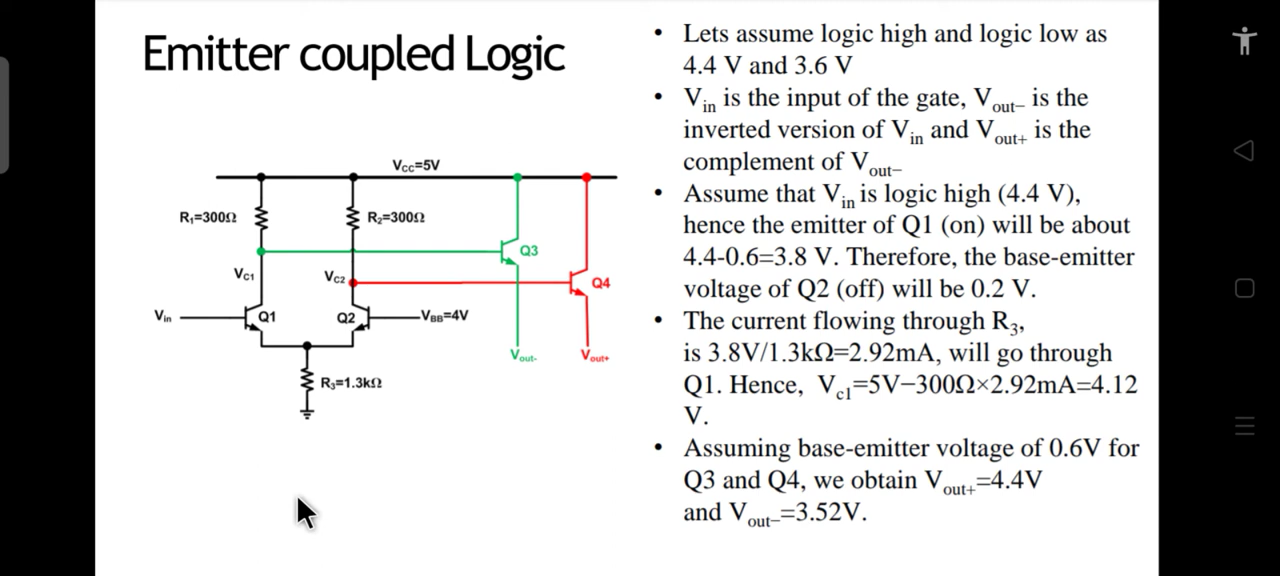 Emitter coupled Logic
Vcc=5V
R₁=300Ω
R₂=300Ω
Q3
VC1
VC2
Q4
Vin
Q1
Q2
VBB=4V
Vout-
Vout+
R₃=1.3kΩ
• Lets assume logic high and logic low as
4.4 V and 3.6 V
• Vin is the input of the gate, Vout− is the
inverted version of Vin and Vout+ is the
complement of Vout−
• Assume that Vin is logic high (4.4 V),
hence the emitter of Q1 (on) will be about
4.4-0.6=3.8 V. Therefore, the base-emitter
voltage of Q2 (off) will be 0.2 V.
• The current flowing through R3,
is 3.8V/1.3kΩ=2.92mA, will go through
Q1. Hence, Vc1=5V−300Ω×2.92mA=4.12
V.
• Assuming base-emitter voltage of 0.6V for
Q3 and Q4, we obtain Vout+=4.4V
and Vout−=3.52V.